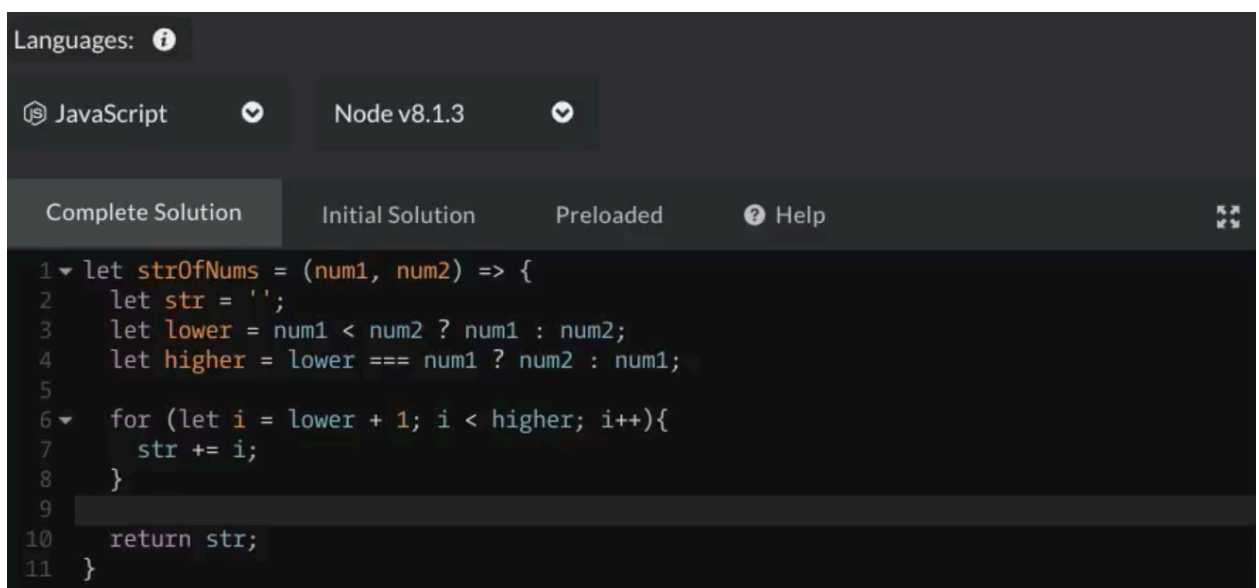 Languages:
JavaScript Node v8.1.3
Complete Solution Initial Solution Preloaded Help
1 let strOfNums = (num1, num2) => {
2 let str = '';
3 let lower = num1 < num2 ? num1 : num2;
4 let higher = lower === num1 ? num2 : num1;
5
6 for (let i = lower + 1; i < higher; i++){
7 str += i;
8 }
9
10 return str;
11 }